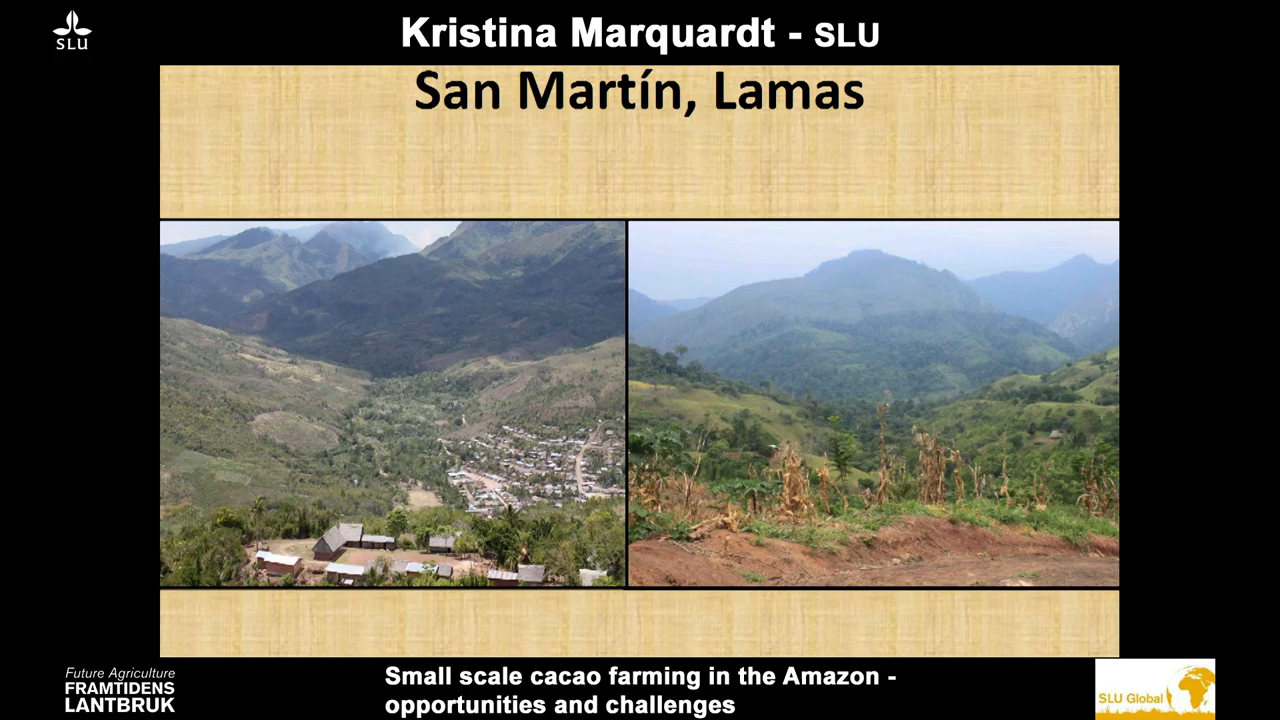 Kristina Marquardt - SLU
SLU
San Martín, Lamas
Future Agriculture
FRAMTIDENS
LANTBRUK
Small scale cacao farming in the Amazon -
opportunities and challenges
SLU Global